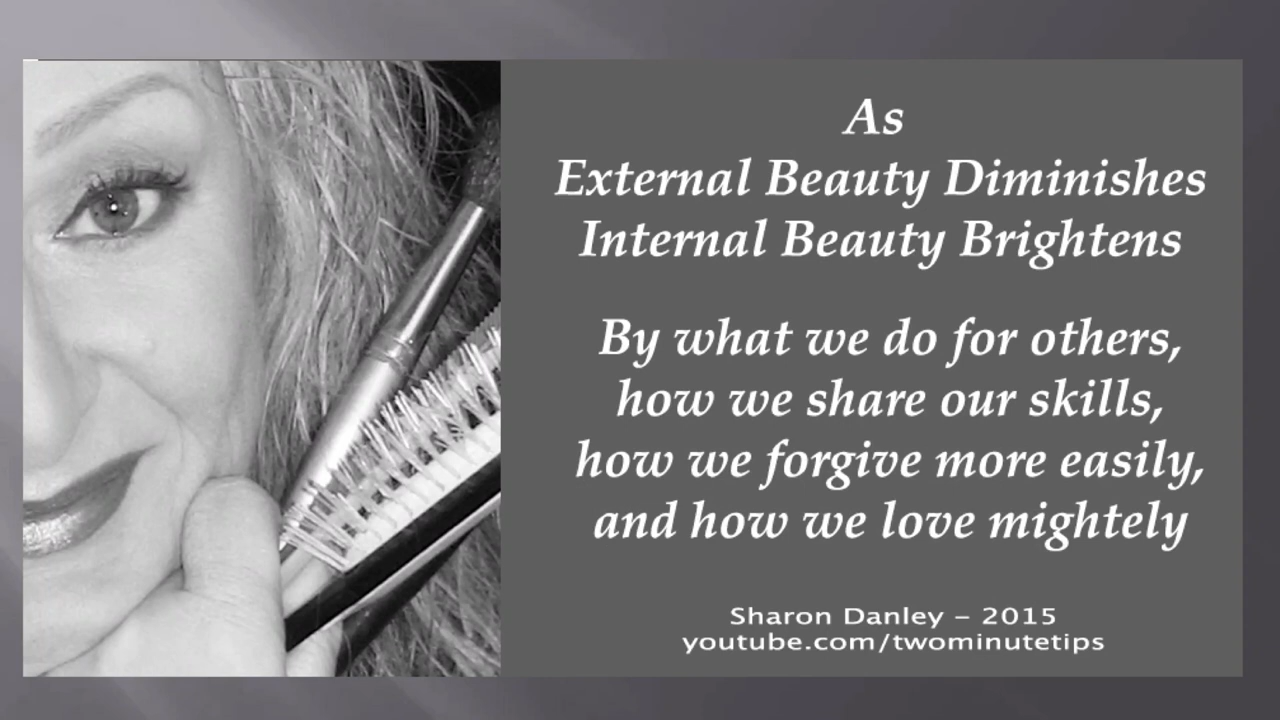 As
External Beauty Diminishes
Internal Beauty Brightens
By what we do for others,
how we share our skills,
how we forgive more easily,
and how we love mightely
Sharon Danley – 2015
youtube.com/twominutetips